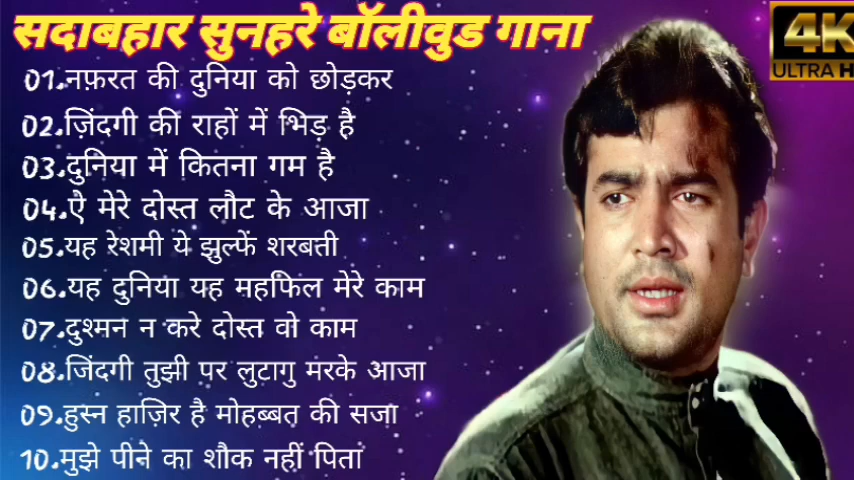 सदाबहार सुनहरे बॉलीवुड गाना
4K
ULTRA H
01.नफ़रत की दुनिया को छोड़कर
02.ज़िंदगी की राहों में भिड़ है
03.दुनिया में कितना गम है
04.ऐ मेरे दोस्त लौट के आजा
05.यह रेशमी ये झुल्फें शरबत्ती
06.यह दुनिया यह महफिल मेरे काम
07.दुश्मन न करे दोस्त वो काम
08.जिंदगी तुझी पर लुटागु मरके आजा
09.हुस्न हाज़िर है मोहब्बत की सजा
10.मुझे पीने का शौक नहीं पिता